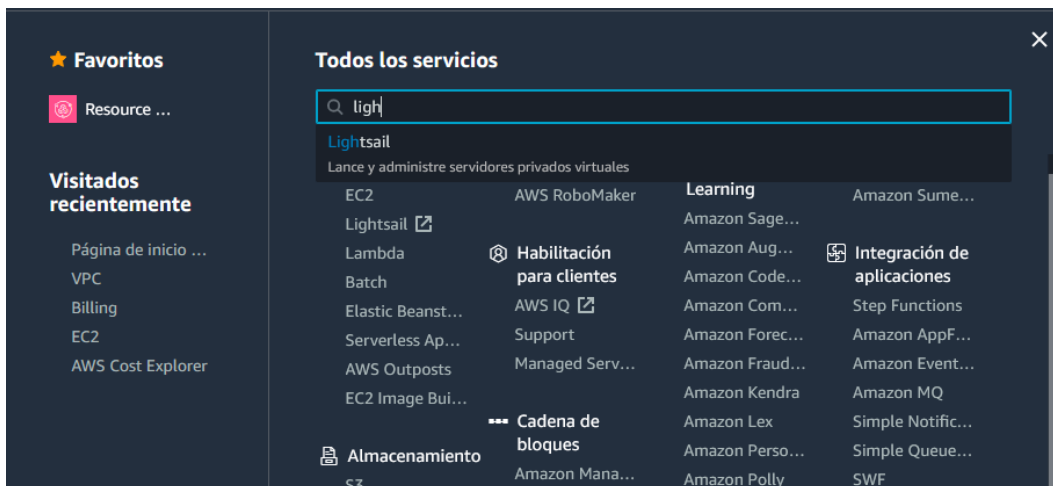 Favoritos
Resource ...
Visitados
recientemente
Página de inicio ...
VPC
Billing
EC2
AWS Cost Explorer
Todos los servicios
ligh
Lightsail
Lance y administre servidores privados virtuales
EC2
Lightsail
Lambda
Batch
Elastic Beanst...
Serverless Ap...
AWS Outposts
EC2 Image Bui...
Almacenamiento
S3
AWS RoboMaker
Habilitación
para clientes
AWS IQ
Support
Managed Serv...
Cadena de
bloques
Amazon Mana...
Learning
Amazon Sage...
Amazon Aug...
Amazon Code...
Amazon Com...
Amazon Forec...
Amazon Fraud...
Amazon Kendra
Amazon Lex
Amazon Perso...
Amazon Polly
Amazon Sume...
Integración de
aplicaciones
Step Functions
Amazon AppF...
Amazon Event...
Amazon MQ
Simple Notific...
Simple Queue...
SWF